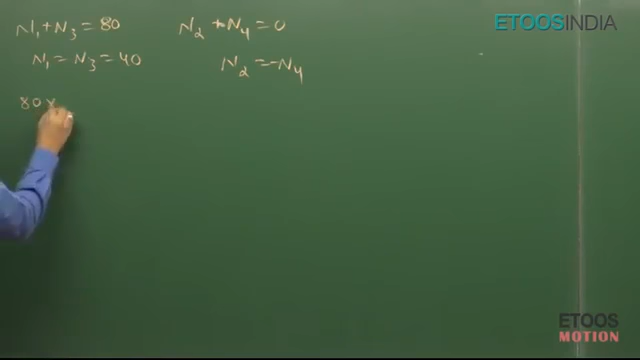 ETOOSINDIA
N₁+N₃=80
N₂+N₄=0
N₁=N₃=40
N₂=-N₄
80×
ETOOS
MOTION